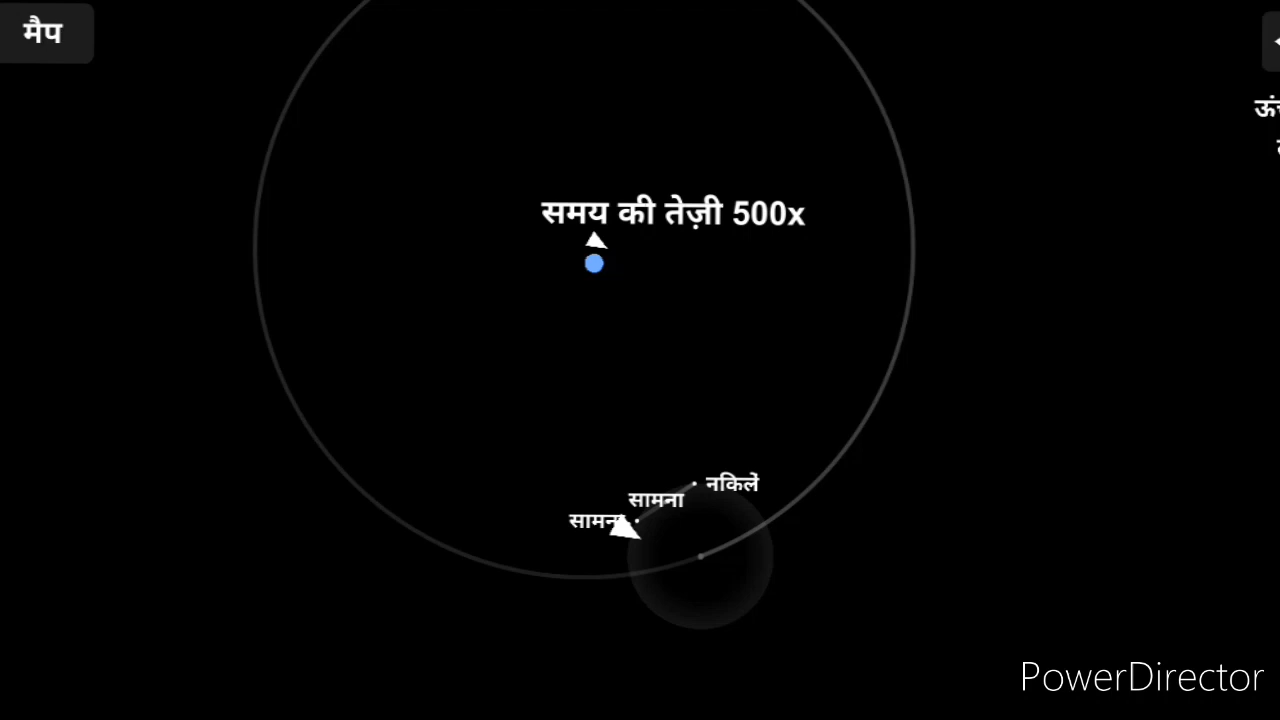 मैप
समय की तेज़ी 500x
नकिलें
सामना
PowerDirector